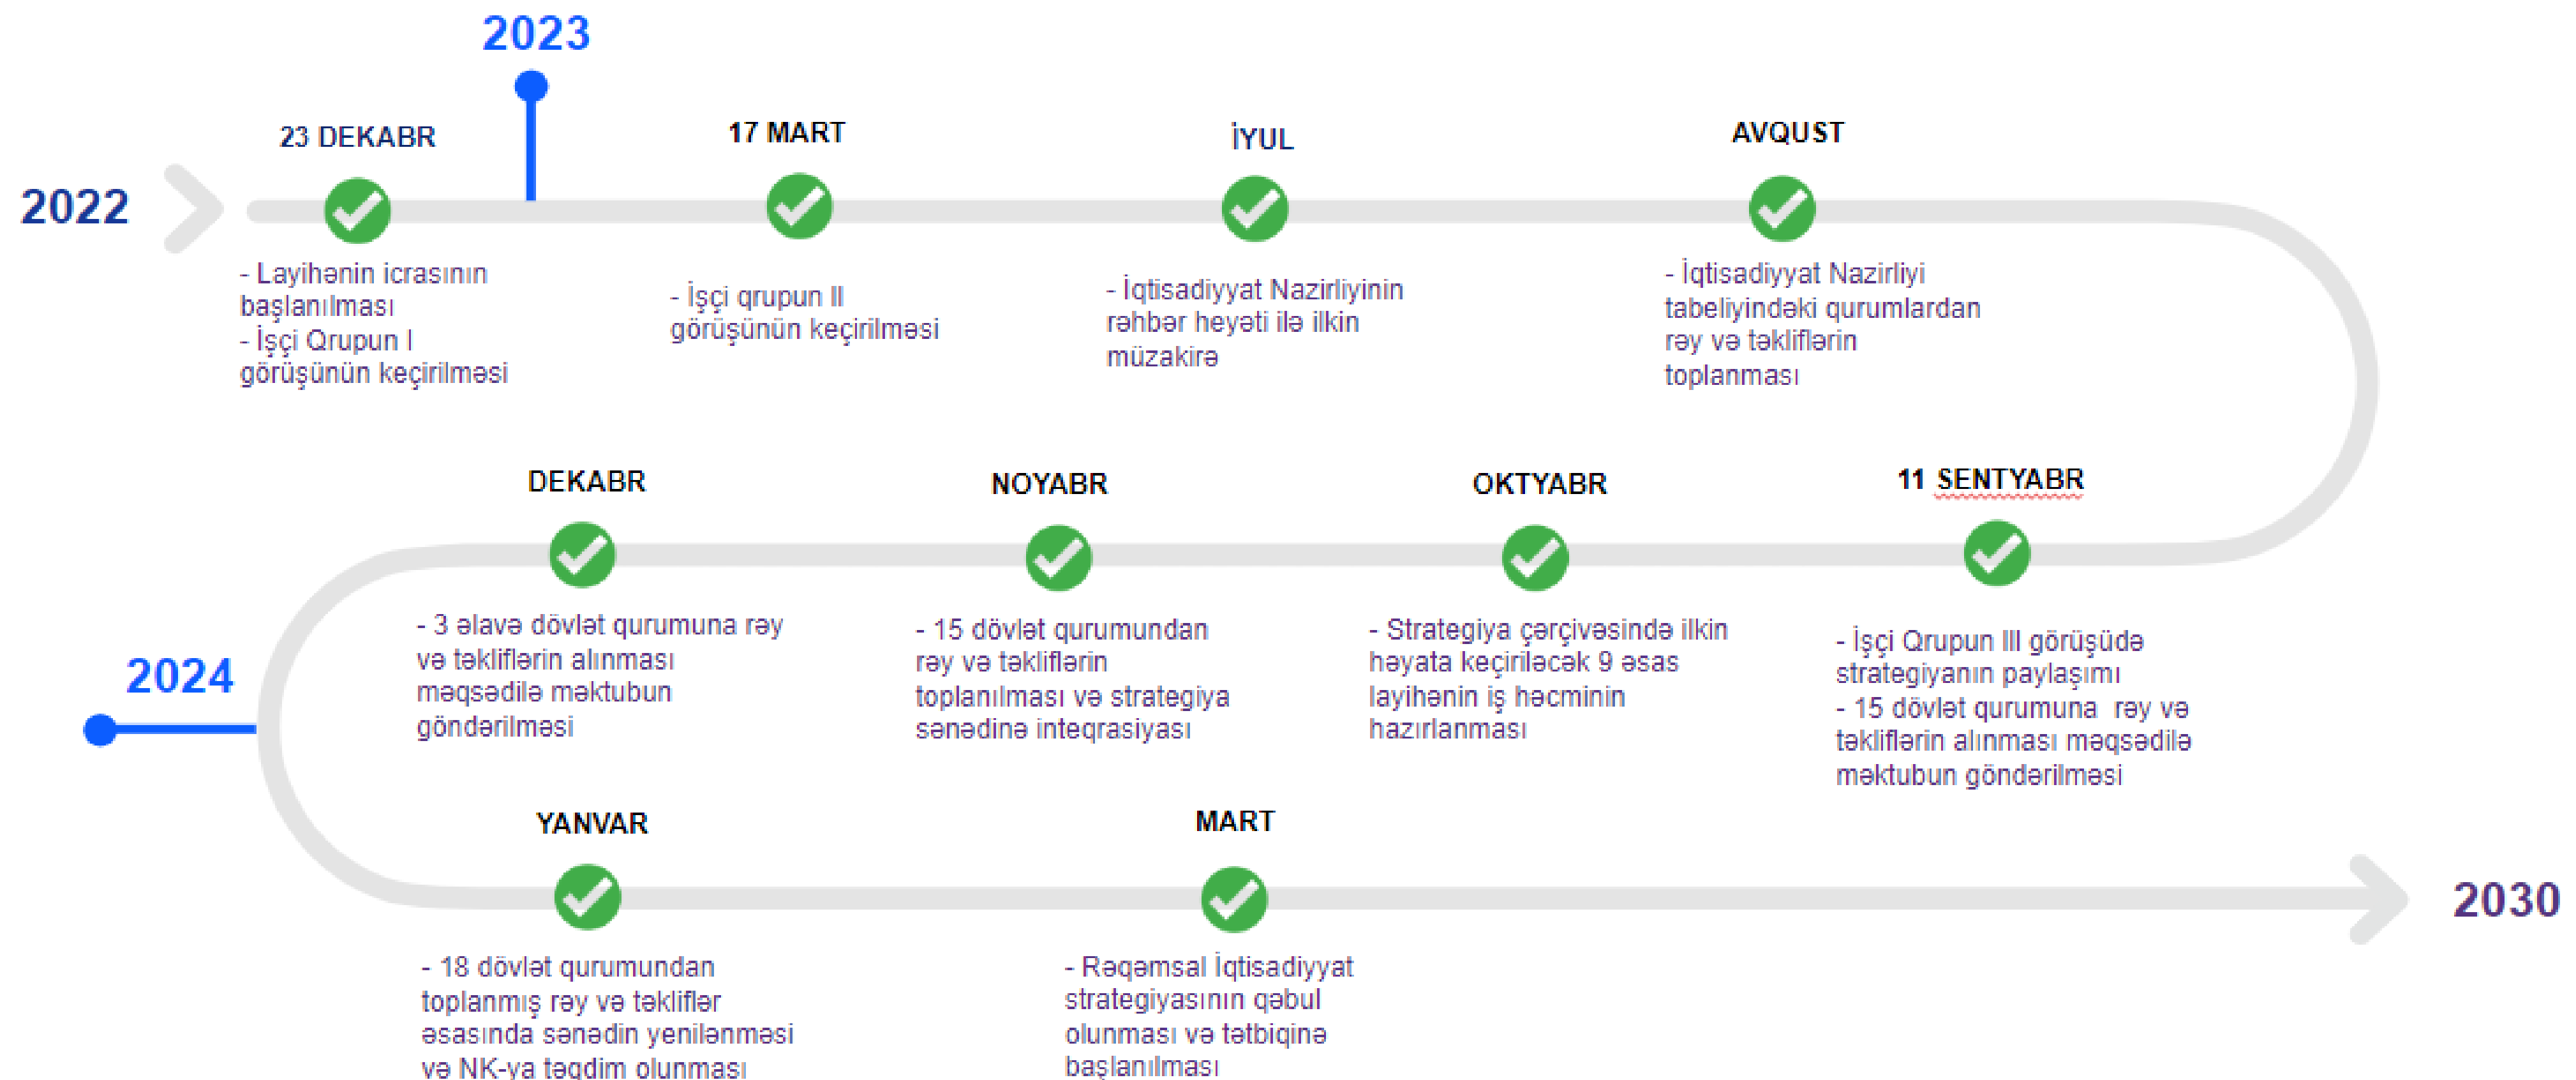 2023
23 DEKABR
17 MART
İYUL
AVQUST
2022
- Layihənin icrasının
başlanılması
- İşçi Qrupun I
görüşünün keçirilməsi
- İşçi qrupun II
görüşünün keçirilməsi
- İqtisadiyyat Nazirliyinin
rəhbər heyəti ilə ilkin
müzakirə
- İqtisadiyyat Nazirliyi
tabeliyindəki qurumlardan
rəy və təkliflərin
toplanması
11 SENTYABR
- İşçi Qrupun III görüşüdə
strategiyanın paylaşımı
- 15 dövlət qurumuna rəy və
təkliflərin alınması məqsədilə
məktubun göndərilməsi
OKTYABR
- Strategiya çərçivəsində ilkin
həyata keçiriləcək 9 əsas
layihənin iş həcminin
hazırlanması
NOYABR
- 15 dövlət qurumundan
rəy və təkliflərin
toplanılması və strategiya
sənədinə inteqrasiyası
DEKABR
- 3 əlavə dövlət qurumuna rəy
və təkliflərin alınması
məqsədilə məktubun
göndərilməsi
2024
YANVAR
- 18 dövlət qurumundan
toplanmış rəy və təkliflər
əsasında sənədin yenilənməsi
və NK-ya təqdim olunması
MART
- Rəqəmsal İqtisadiyyat
strategiyasının qəbul
olunması və tətbiqinə
başlanılması
2030